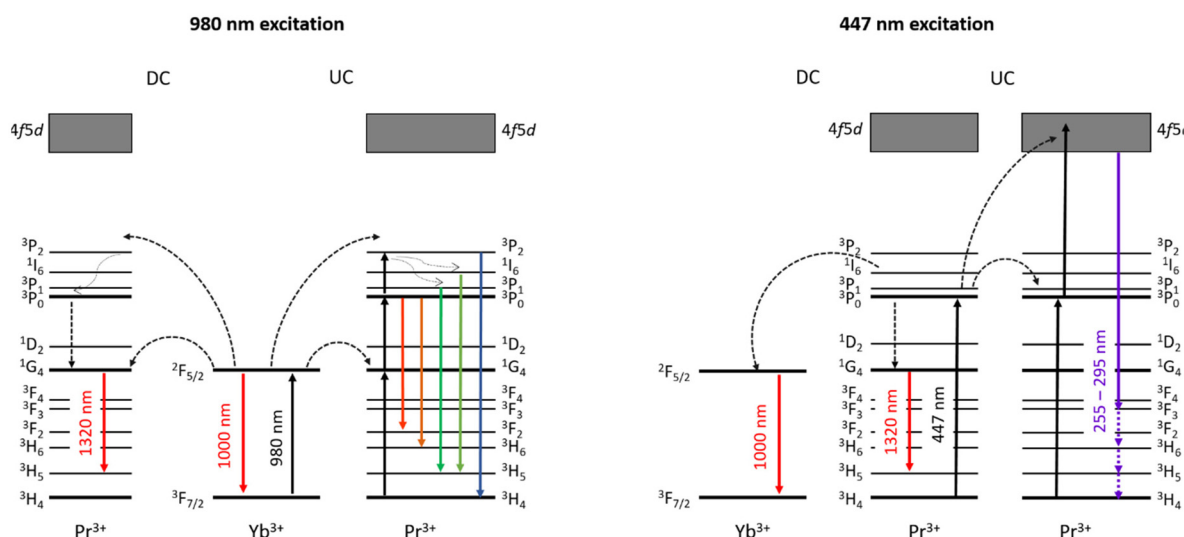 980 nm excitation
DC
UC
4f5d
4f5d
³P₂
¹I₆
³P₁
³P₀
¹D₂
¹G₄
³F₄
³F₃
³F₂
³H₆
³H₅
³H₄
1320 nm
Pr³⁺
²F₅/₂
³F₇/₂
1000 nm
980 nm
Yb³⁺
³P₂
¹I₆
³P₁
³P₀
¹D₂
¹G₄
³F₄
³F₃
³F₂
³H₆
³H₅
³H₄
Pr³⁺
447 nm excitation
DC
UC
4f5d
4f5d
²F₅/₂
³F₇/₂
1000 nm
Yb³⁺
³P₂
¹I₆
³P₁
³P₀
¹D₂
¹G₄
³F₄
³F₃
³F₂
³H₆
³H₅
³H₄
1320 nm
447 nm
Pr³⁺
255 – 295 nm
³P₂
¹I₆
³P₁
³P₀
¹D₂
¹G₄
³F₄
³F₃
³F₂
³H₆
³H₅
³H₄
Pr³⁺